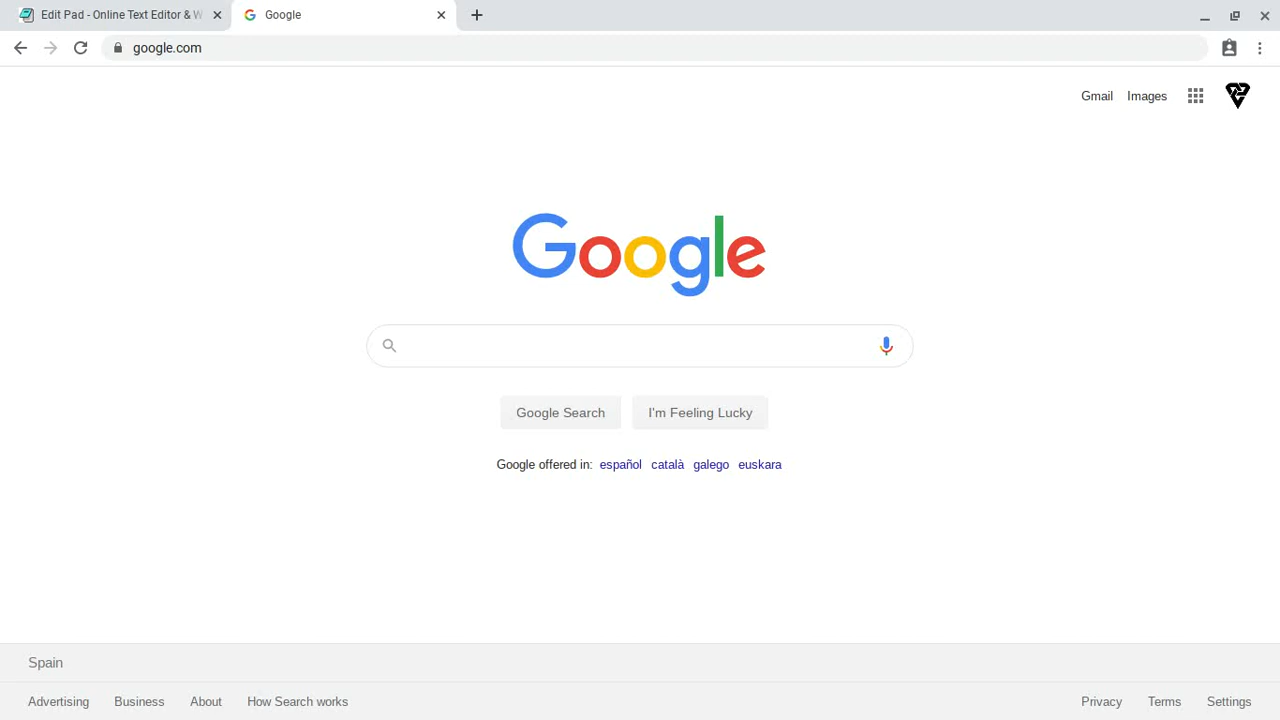 Edit Pad - Online Text Editor & W
Google
google.com
Gmail Images
Google
Google Search I'm Feeling Lucky
Google offered in: español català galego euskara
Spain
Advertising Business About How Search works
Privacy Terms Settings